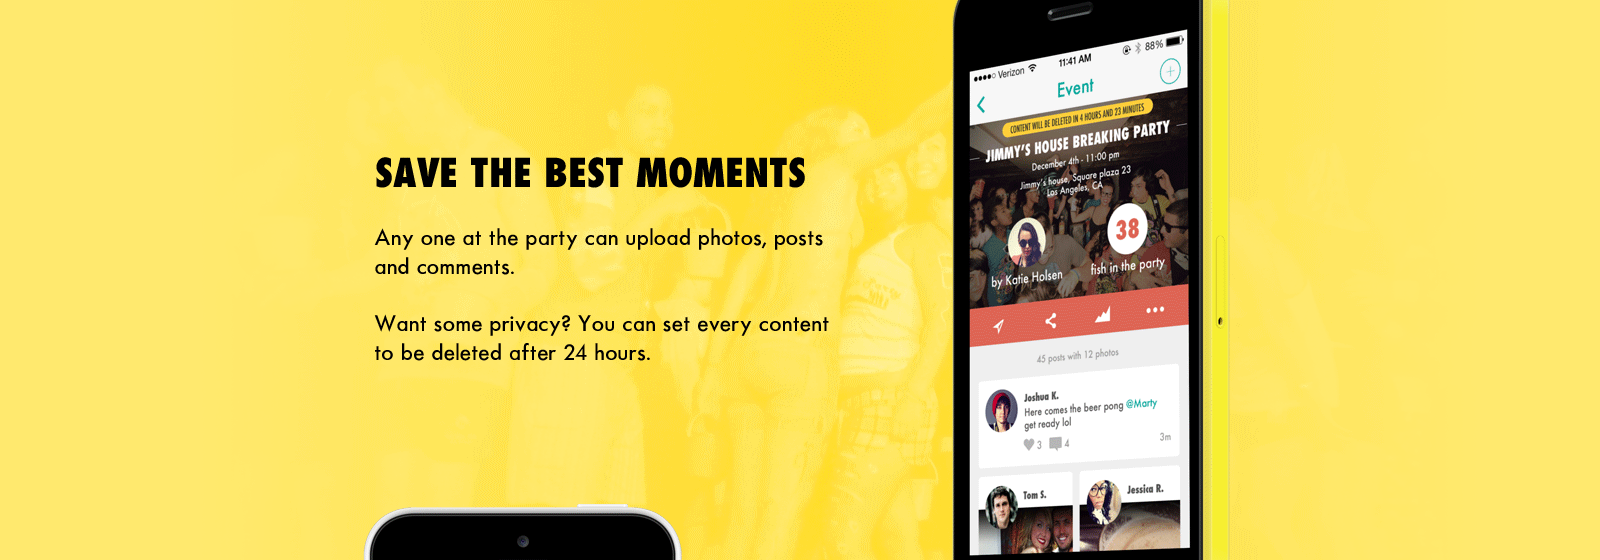 SAVE THE BEST MOMENTS
Any one at the party can upload photos, posts
and comments.
Want some privacy? You can set every content
to be deleted after 24 hours.
Verizon
11:41 AM
88%
Event
CONTENT WILL BE DELETED IN 4 HOURS AND 23 MINUTES
JIMMY'S HOUSE BREAKING PARTY
December 4th - 11:00 pm
Jimmy's house, Square plaza 23
Los Angeles, CA
38
by Katie Holsen
fish in the party
45 posts with 12 photos
Joshua K.
Here comes the beer pong @Marty
get ready lol
3
4
3m
Tom S.
Jessica R.